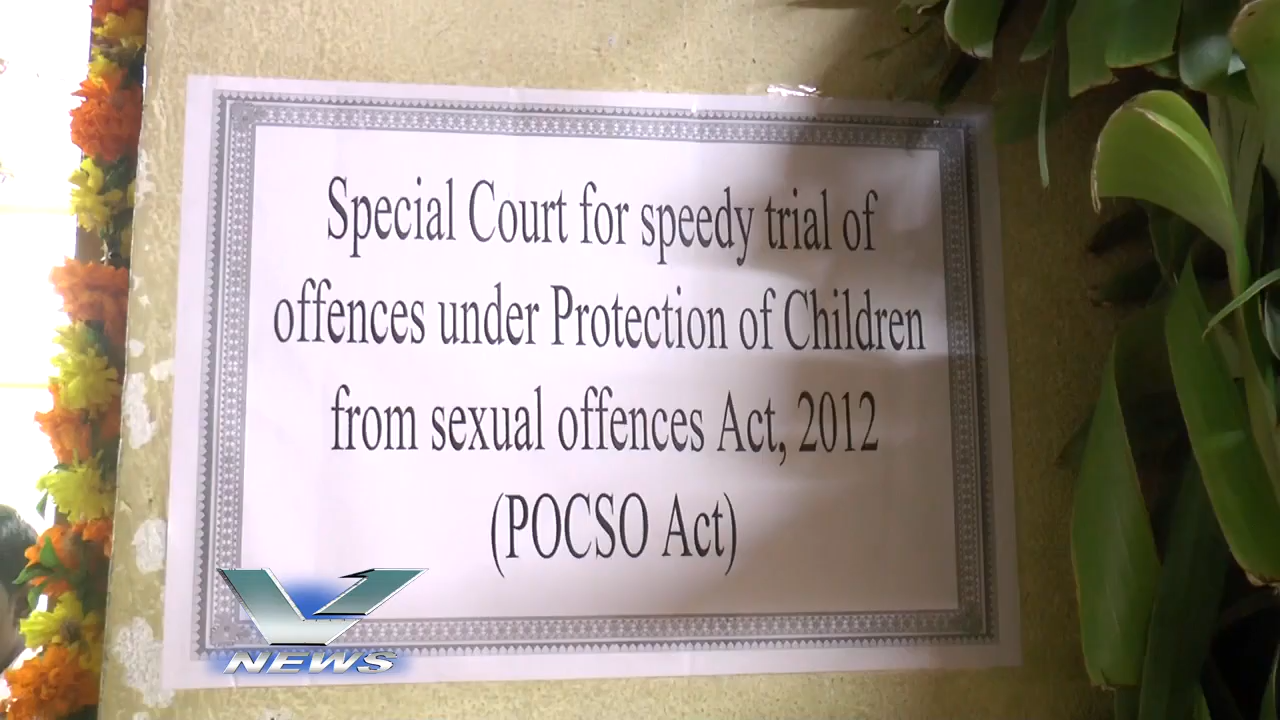 Special Court for speedy trial of
offences under Protection of Children
from sexual offences Act, 2012
(POCSO Act)
V
NEWS